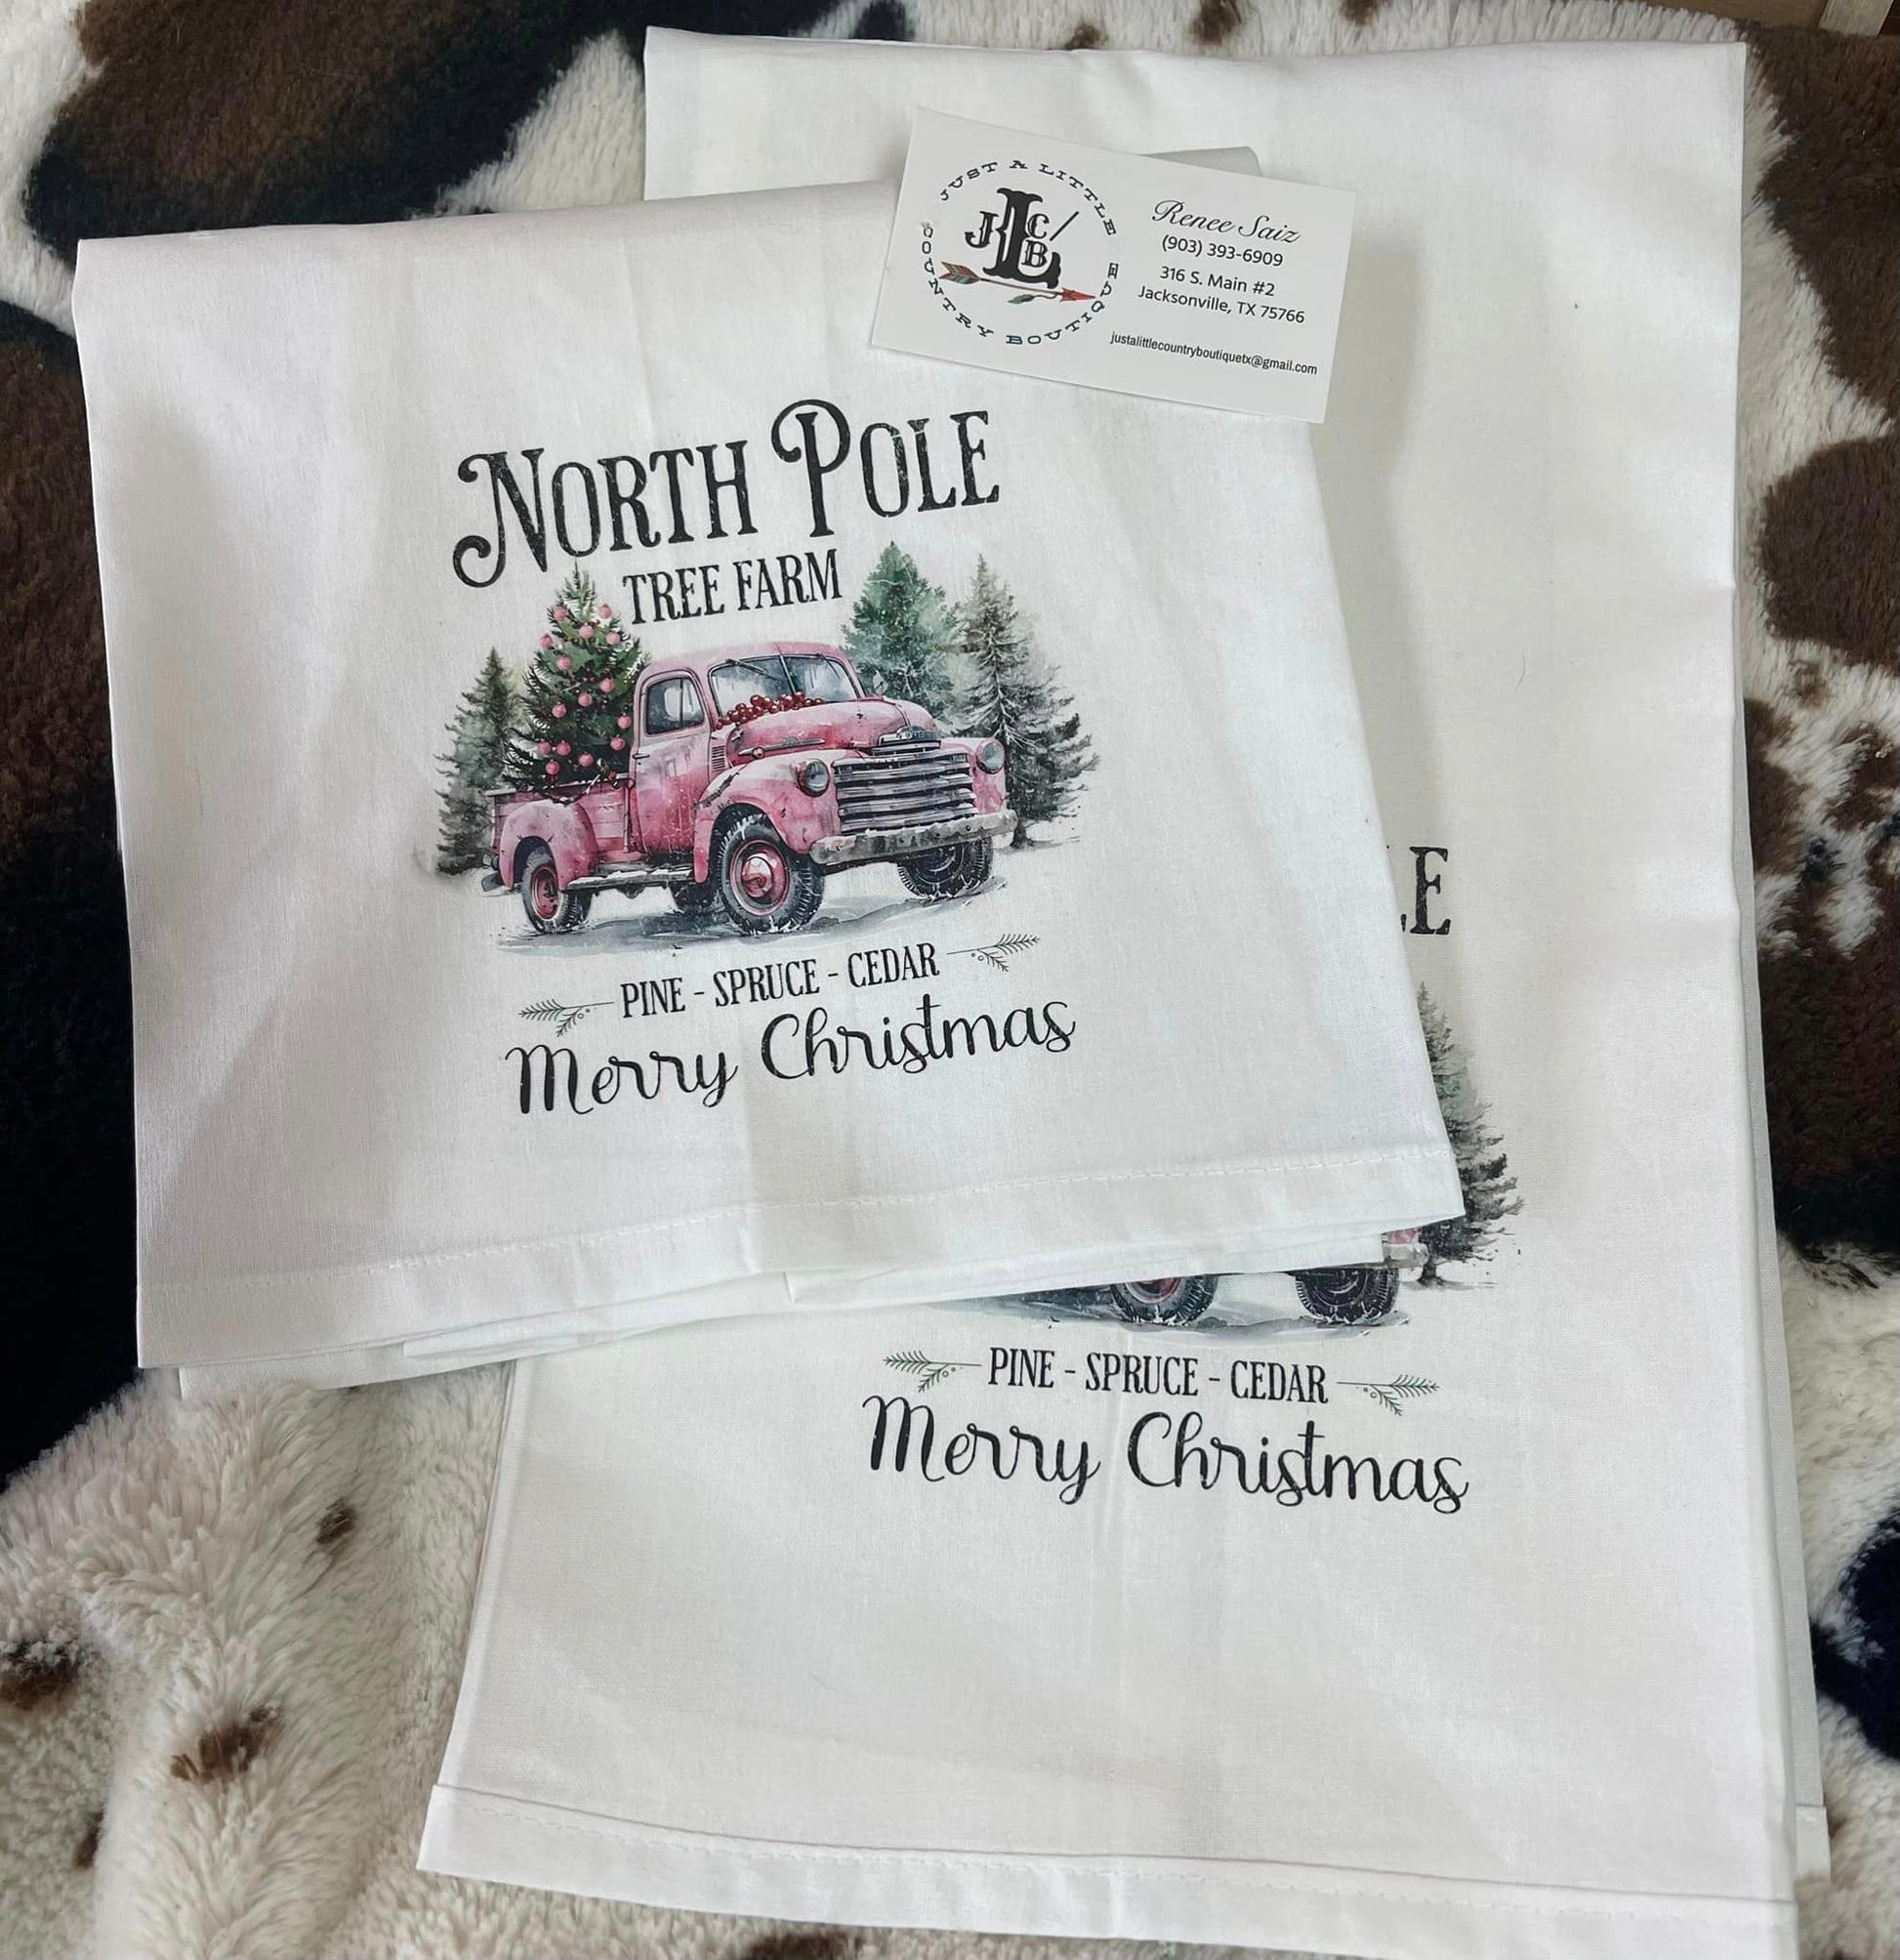 JUST A LITTLE
COUNTRY BOUTIQUE
JLCB
Renee Saiz
(903) 393-6909
316 S. Main #2
Jacksonville, TX 75766
justalittlecountryboutiquetx@gmail.com
NORTH POLE
TREE FARM
PINE - SPRUCE - CEDAR
Merry Christmas
LE
PINE - SPRUCE - CEDAR
Merry Christmas